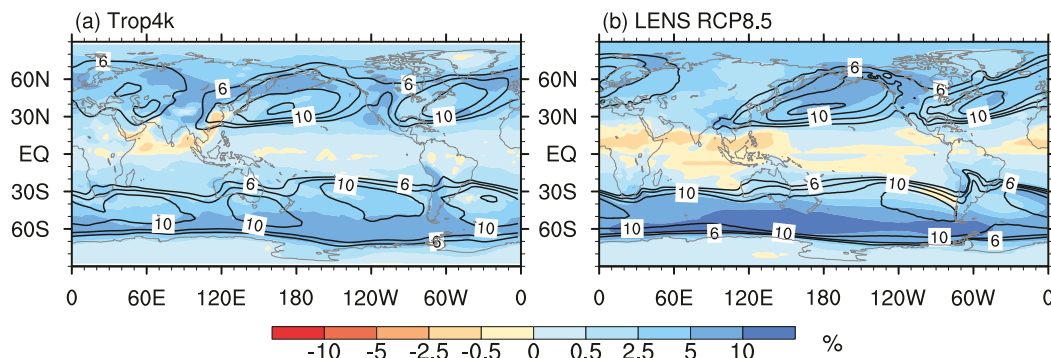 (a) Trop4k
(b) LENS RCP8.5
60N
30N
EQ
30S
60S
6 6 6 10 10
6 10 6 10 10 6
6 6 10 10
10 6 10 6
10 6 10 10 6
0 60E 120E 180 120W 60W 0
0 60E 120E 180 120W 60W 0
-10 -5 -2.5 -0.5 0 0.5 2.5 5 10 %